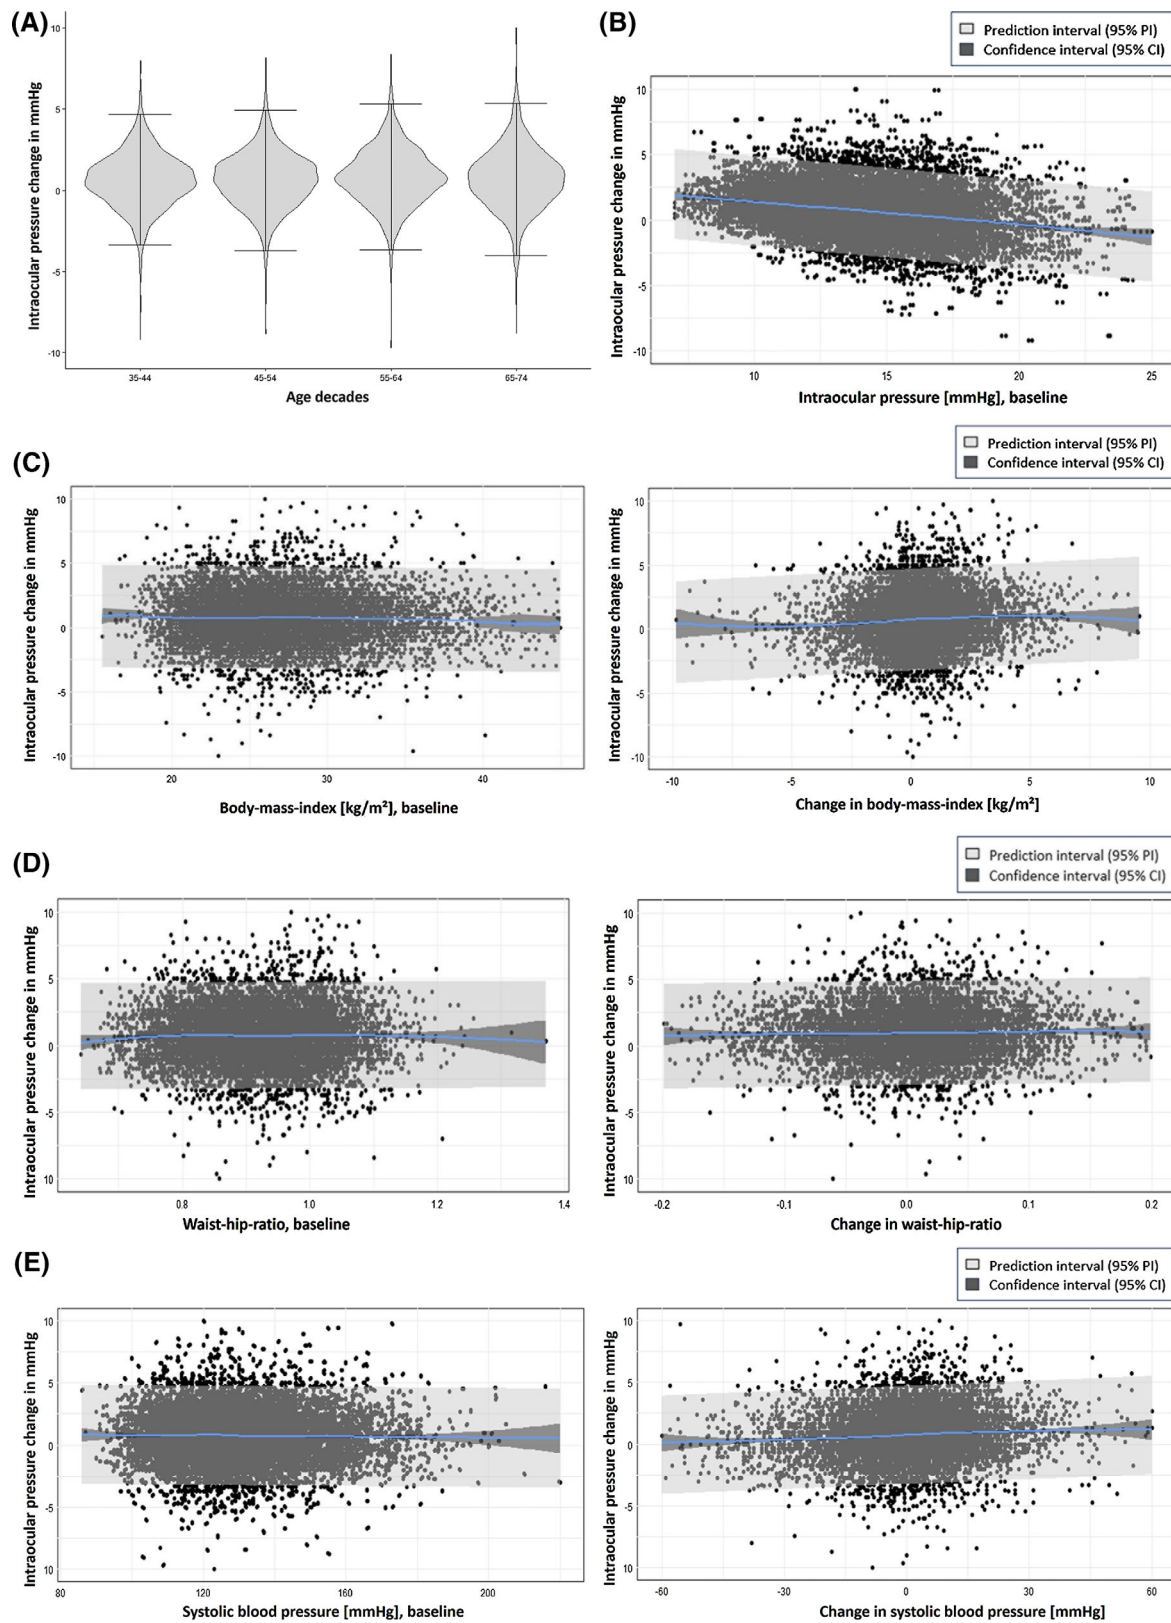 (A)
Intraocular pressure change in mmHg
10
5
0
-5
-10
35-44 45-54 55-64 65-74
Age decades
(B)
Prediction interval (95% PI)
Confidence interval (95% CI)
Intraocular pressure change in mmHg
10
5
0
-5
-10
10 15 20 25
Intraocular pressure [mmHg], baseline
(C)
Intraocular pressure change in mmHg
10
5
0
-5
-10
20 30 40
Body-mass-index [kg/m²], baseline
Prediction interval (95% PI)
Confidence interval (95% CI)
Intraocular pressure change in mmHg
10
5
0
-5
-10
-10 -5 0 5 10
Change in body-mass-index [kg/m²]
(D)
Intraocular pressure change in mmHg
10
5
0
-5
10
0.8 1.0 1.2 1.4
Waist-hip-ratio, baseline
Prediction interval (95% PI)
Confidence interval (95% CI)
Intraocular pressure change in mmHg
10
5
0
-5
10
-0.2 -0.1 0.0 0.1 0.2
Change in waist-hip-ratio
(E)
Intraocular pressure change in mmHg
10
5
0
-5
10
80 120 160 200
Systolic blood pressure [mmHg], baseline
Prediction interval (95% PI)
Confidence interval (95% CI)
Intraocular pressure change in mmHg
10
5
0
-5
10
-60 -30 0 30 60
Change in systolic blood pressure [mmHg]